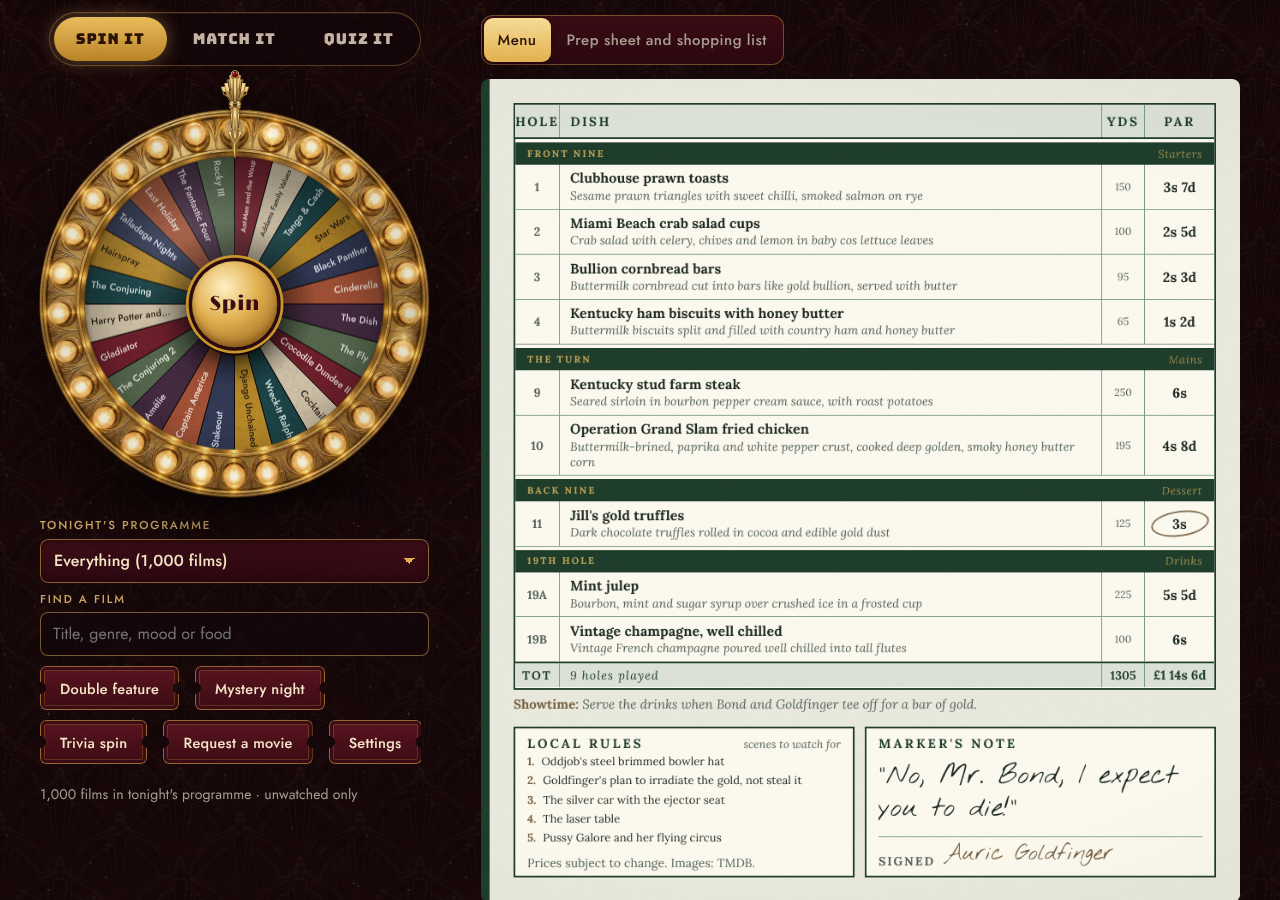 SPIN IT
MATCH IT
QUIZ IT
Rocky III
Ant-Man and the Wasp
Addams Family Values
Tango & Cash
Star Wars
Black Panther
Cinderella
The Dish
The Fly
Crocodile Dundee II
Cocktail
Wreck-It Ralph
Django Unchained
Stakeout
Captain America
Amélie
The Conjuring 2
Gladiator
Harry Potter and...
The Conjuring
Hairspray
Talladega Nights
Last Holiday
The Fantastic Four
Spin
TONIGHT'S PROGRAMME
Everything (1,000 films)
FIND A FILM
Title, genre, mood or food
Double feature
Mystery night
Trivia spin
Request a movie
Settings
1,000 films in tonight's programme · unwatched only
Menu
Prep sheet and shopping list
HOLE DISH YDS PAR
FRONT NINE Starters
1 Clubhouse prawn toasts 150 3s 7d
Sesame prawn triangles with sweet chilli, smoked salmon on rye
2 Miami Beach crab salad cups 100 2s 5d
Crab salad with celery, chives and lemon in baby cos lettuce leaves
3 Bullion cornbread bars 95 2s 3d
Buttermilk cornbread cut into bars like gold bullion, served with butter
4 Kentucky ham biscuits with honey butter 65 1s 2d
Buttermilk biscuits split and filled with country ham and honey butter
THE TURN Mains
9 Kentucky stud farm steak 250 6s
Seared sirloin in bourbon pepper cream sauce, with roast potatoes
10 Operation Grand Slam fried chicken 195 4s 8d
Buttermilk-brined, paprika and white pepper crust, cooked deep golden, smoky honey butter
corn
BACK NINE Dessert
11 Jill's gold truffles 125 3s
Dark chocolate truffles rolled in cocoa and edible gold dust
19TH HOLE Drinks
19A Mint julep 225 5s 5d
Bourbon, mint and sugar syrup over crushed ice in a frosted cup
19B Vintage champagne, well chilled 100 6s
Vintage French champagne poured well chilled into tall flutes
TOT 9 holes played 1305 £1 14s 6d
Showtime: Serve the drinks when Bond and Goldfinger tee off for a bar of gold.
LOCAL RULES scenes to watch for
1. Oddjob's steel brimmed bowler hat
2. Goldfinger's plan to irradiate the gold, not steal it
3. The silver car with the ejector seat
4. The laser table
5. Pussy Galore and her flying circus
Prices subject to change. Images: TMDB.
MARKER'S NOTE
"No, Mr. Bond, I expect
you to die!"
SIGNED Auric Goldfinger